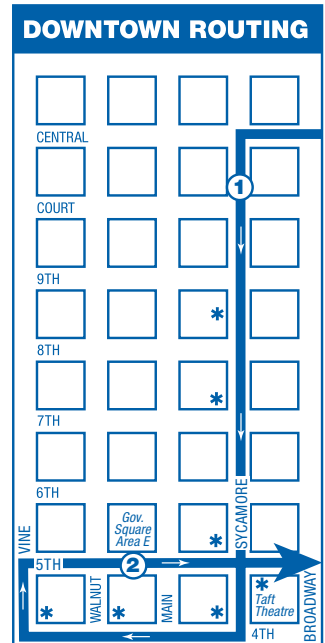 DOWNTOWN ROUTING
CENTRAL
1
COURT
9TH
*
8TH
*
7TH
6TH
SYCAMORE
VINE
Gov.
Square
Area E
*
5TH
2
BROADWAY
*
WALNUT
*
MAIN
*
*
Taft
Theatre
4TH